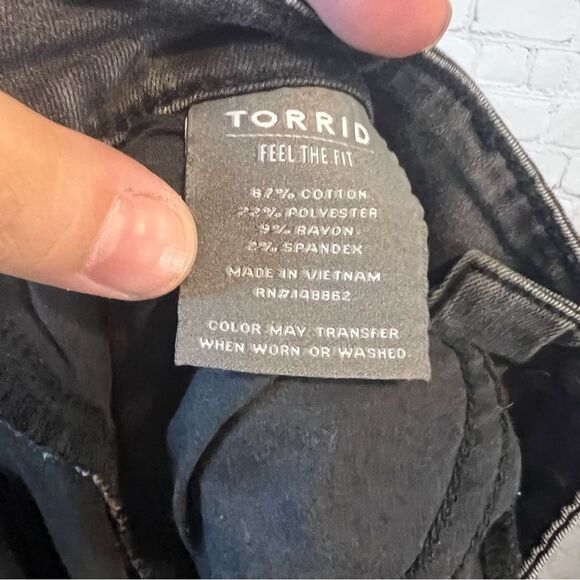 TORRID
FEEL THE FIT
67% COTTON
22% POLYESTER
9% RAYON
2% SPANDEX
MADE IN VIETNAM
RN#148862
COLOR MAY TRANSFER
WHEN WORN OR WASHED.